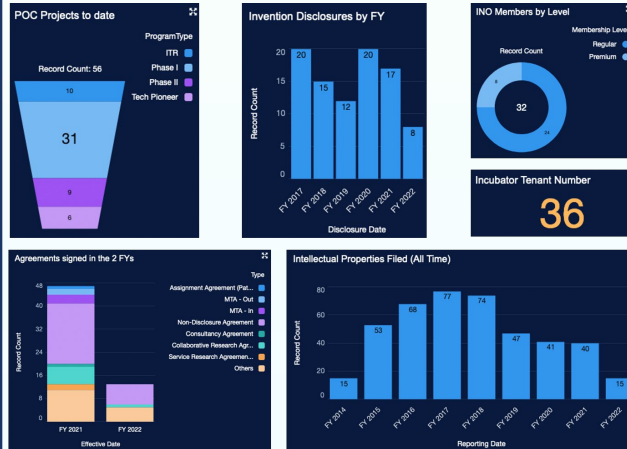 POC Projects to date
ProgramType
ITR
Phase I
Phase II
Tech Pioneer
Record Count: 56
10
31
9
6
Invention Disclosures by FY
Record Count
20
15
10
5
0
20
15
12
20
17
8
FY 2017
FY 2018
FY 2019
FY 2020
FY 2021
FY 2022
Disclosure Date
INO Members by Level
Membership Leve
Regular
Premium
Record Count
32
8
24
Incubator Tenant Number
36
Agreements signed in the 2 FYs
Type
Assignment Agreement (Pat...
MTA - Out
MTA - In
Non-Disclosure Agreement
Consultancy Agreement
Collaborative Research Agr...
Service Research Agreemen...
Others
Record Count
48
40
32
24
16
8
0
FY 2021
FY 2022
Effective Date
Intellectual Properties Filed (All Time)
Record Count
80
60
40
20
0
15
53
68
77
74
47
41
40
15
FY 2014
FY 2015
FY 2016
FY 2017
FY 2018
FY 2019
FY 2020
FY 2021
FY 2022
Reporting Date